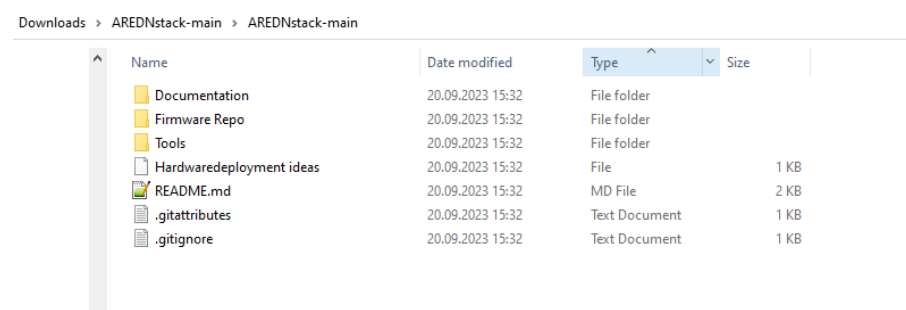 Downloads > AREDNstack-main > AREDNstack-main
Name Date modified Type Size
Documentation 20.09.2023 15:32 File folder
Firmware Repo 20.09.2023 15:32 File folder
Tools 20.09.2023 15:32 File folder
Hardwaredeployment ideas 20.09.2023 15:32 File 1 KB
README.md 20.09.2023 15:32 MD File 2 KB
.gitattributes 20.09.2023 15:32 Text Document 1 KB
.gitignore 20.09.2023 15:32 Text Document 1 KB